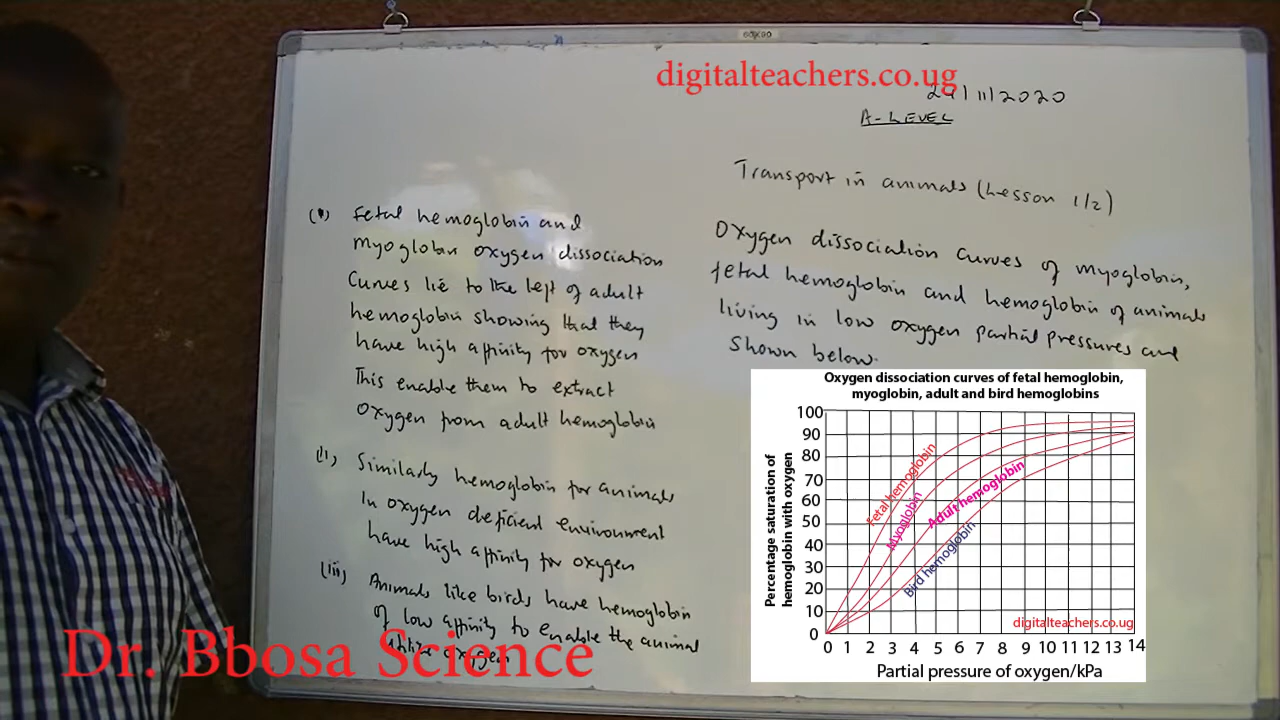 digitalteachers.co.ug
24/11/2020
A-LEVEL
Transport in animals (Lesson 1/2)
Oxygen dissociation curves of myoglobin,
fetal hemoglobin and hemoglobin of animals
living in low oxygen partial pressures and
shown below.
(i) Fetal hemoglobin and
myoglobin oxygen dissociation
curves lie to the left of adult
hemoglobin showing that they
have high affinity for oxygen
This enable them to extract
oxygen from adult hemoglobin
(ii) Similarly hemoglobin for animals
in oxygen deficient environment
have high affinity for oxygen
(iii) Animals like birds have hemoglobin
of low affinity to enable the animal
utilize oxygen
Dr. Bbosa Science
Oxygen dissociation curves of fetal hemoglobin,
myoglobin, adult and bird hemoglobins
Percentage saturation of
hemoglobin with oxygen
100
90
80
70
60
50
40
30
20
10
0
Fetal hemoglobin
Myoglobin
Adult hemoglobin
Bird hemoglobin
digitalteachers.co.ug
0 1 2 3 4 5 6 7 8 9 10 11 12 13 14
Partial pressure of oxygen/kPa